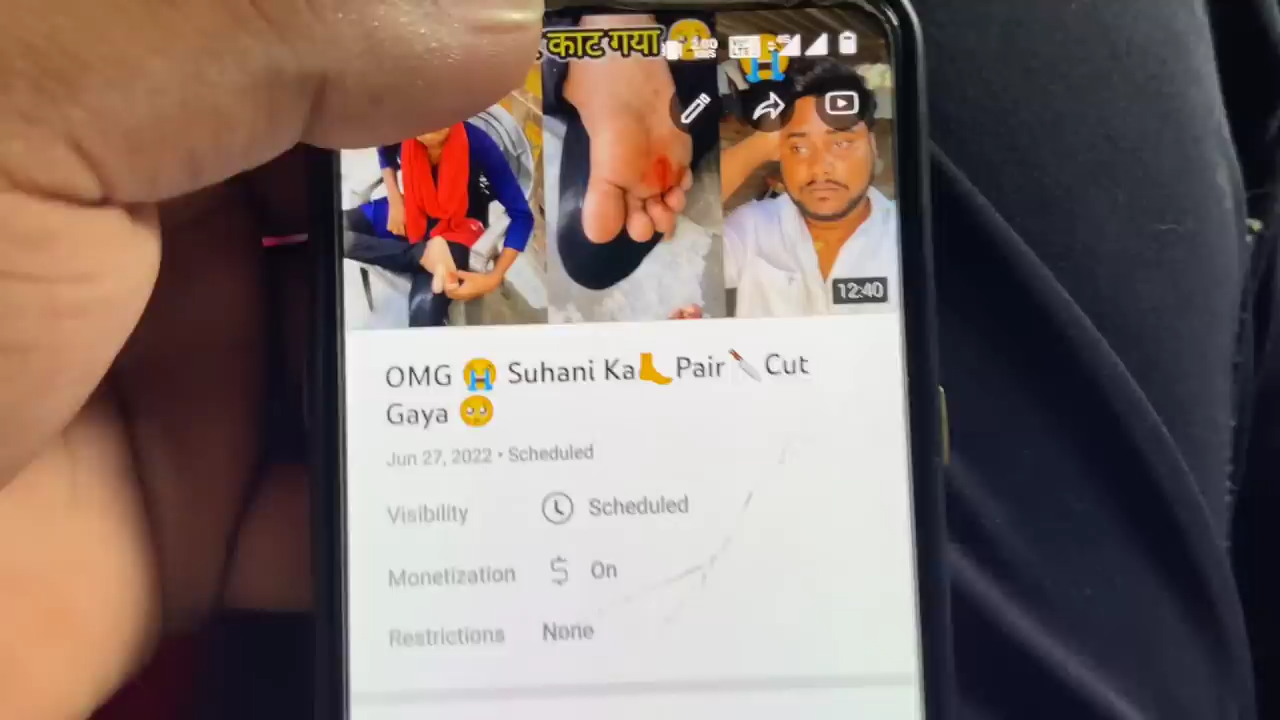 काट गया
12:40
OMG 😭 Suhani Ka🦶Pair🔪Cut
Gaya 🥺
Jun 27, 2022 • Scheduled
Visibility Scheduled
Monetization On
Restrictions None